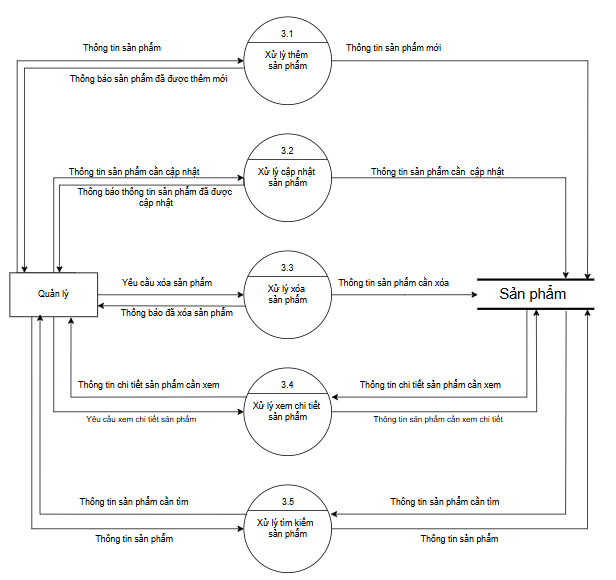 3.1
Xử lý thêm
sản phẩm
Thông tin sản phẩm
Thông tin sản phẩm mới
Thông báo sản phẩm đã được thêm mới
3.2
Xử lý cập nhật
sản phẩm
Thông tin sản phẩm cần cập nhật
Thông tin sản phẩm cần cập nhật
Thông báo thông tin sản phẩm đã được
cập nhật
3.3
Xử lý xóa
sản phẩm
Quản lý
Yêu cầu xóa sản phẩm
Thông tin sản phẩm cần xóa
Sản phẩm
Thông báo đã xóa sản phẩm
3.4
Xử lý xem chi tiết
sản phẩm
Thông tin chi tiết sản phẩm cần xem
Thông tin chi tiết sản phẩm cần xem
Yêu cầu xem chi tiết sản phẩm
Thông tin sản phẩm cần xem chi tiết
3.5
Xử lý tìm kiếm
sản phẩm
Thông tin sản phẩm cần tìm
Thông tin sản phẩm cần tìm
Thông tin sản phẩm
Thông tin sản phẩm